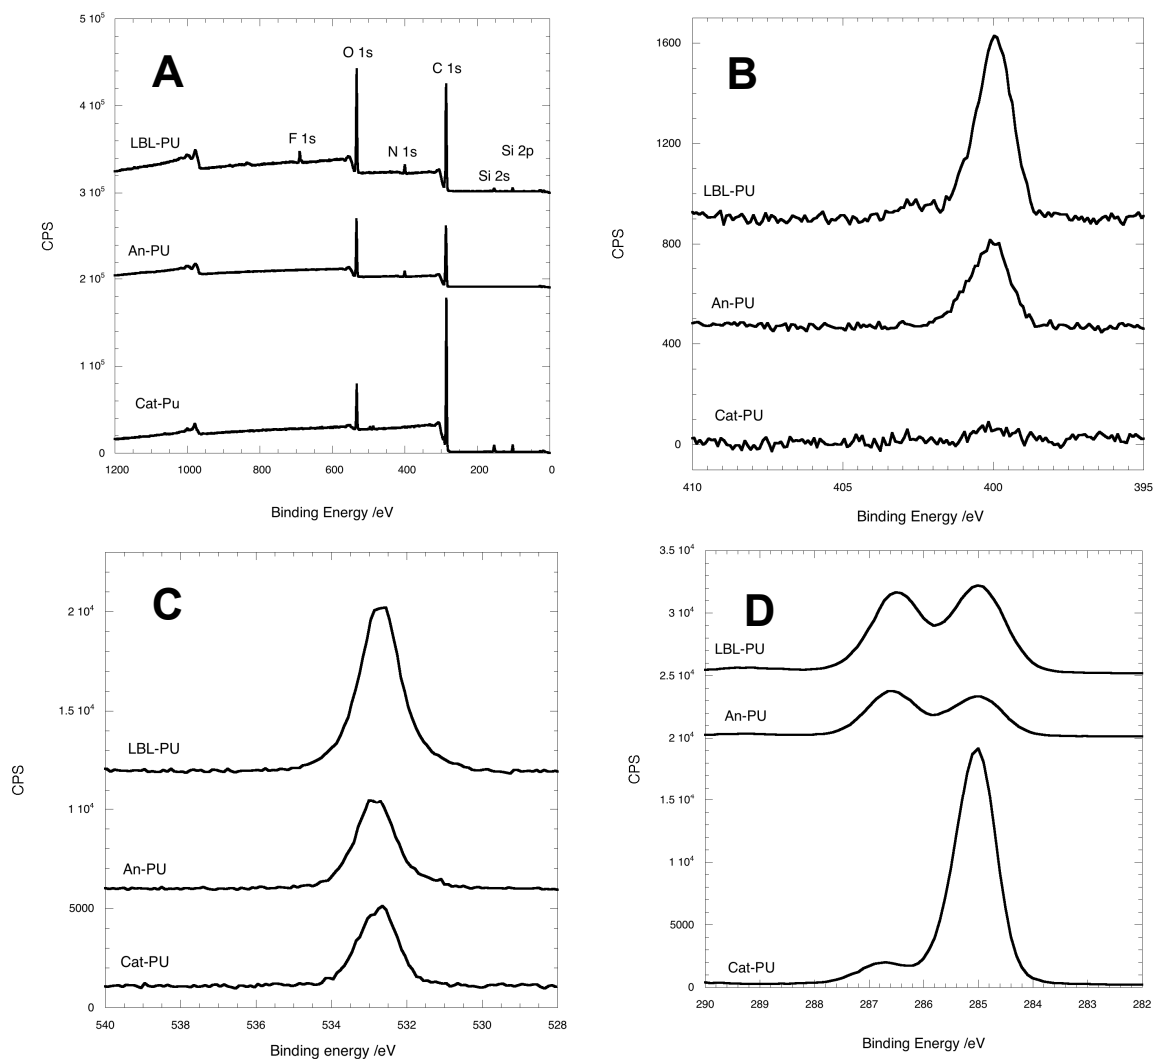 A
5 10⁵
4 10⁵
3 10⁵
2 10⁵
1 10⁵
0
CPS
O 1s
C 1s
LBL-PU
F 1s
N 1s
Si 2p
Si 2s
An-PU
Cat-Pu
1200 1000 800 600 400 200 0
Binding Energy /eV
B
1600
1200
800
400
0
CPS
LBL-PU
An-PU
Cat-PU
410 405 400 395
Binding Energy /eV
C
2 10⁴
1.5 10⁴
1 10⁴
5000
0
CPS
LBL-PU
An-PU
Cat-PU
540 538 536 534 532 530 528
Binding energy /eV
D
3.5 10⁴
3 10⁴
2.5 10⁴
2 10⁴
1.5 10⁴
1 10⁴
5000
0
CPS
LBL-PU
An-PU
Cat-PU
290 289 288 287 286 285 284 283 282
Binding Energy /eV